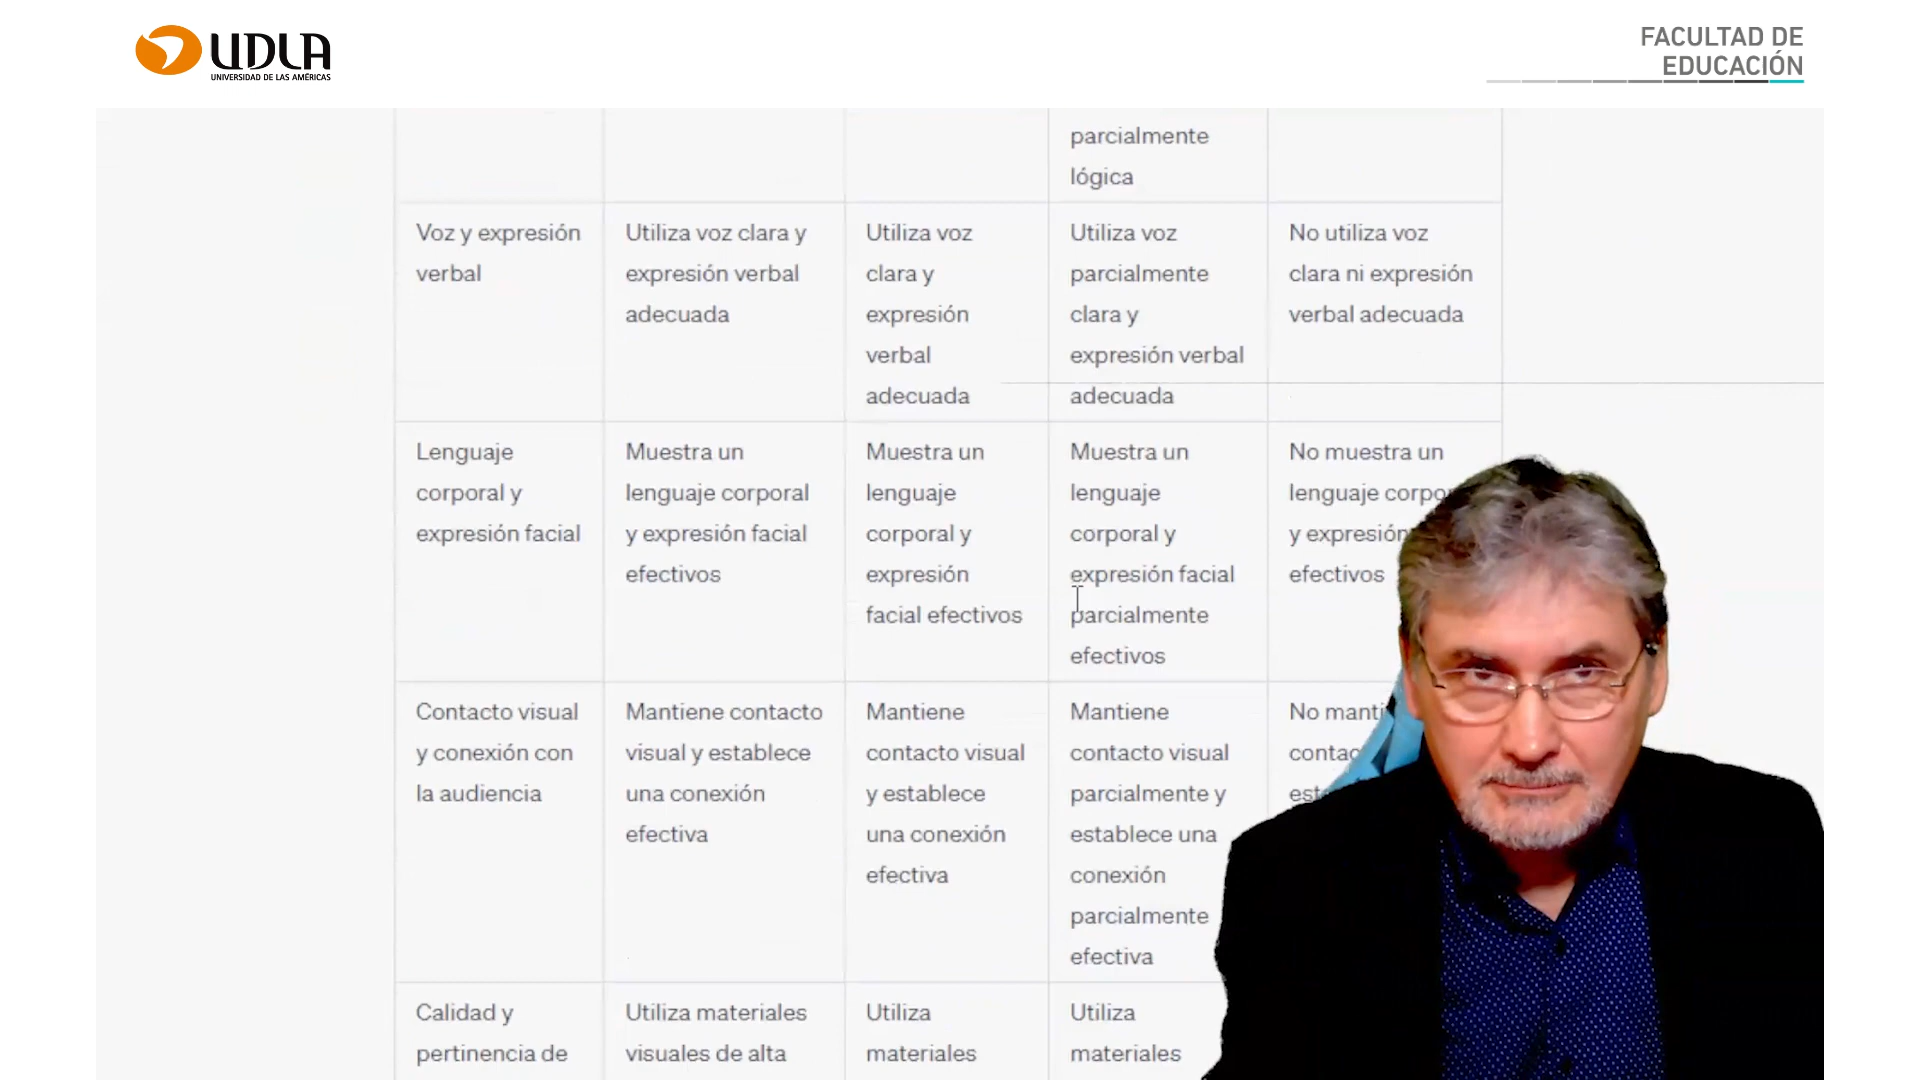 UDLA
UNIVERSIDAD DE LAS AMÉRICAS
FACULTAD DE
EDUCACIÓN
parcialmente
lógica
Voz y expresión
verbal
Utiliza voz clara y
expresión verbal
adecuada
Utiliza voz
clara y
expresión
verbal
adecuada
Utiliza voz
parcialmente
clara y
expresión verbal
adecuada
No utiliza voz
clara ni expresión
verbal adecuada
Lenguaje
corporal y
expresión facial
Muestra un
lenguaje corporal
y expresión facial
efectivos
Muestra un
lenguaje
corporal y
expresión
facial efectivos
Muestra un
lenguaje
corporal y
expresión facial
parcialmente
efectivos
No muestra un
lenguaje corpo
y expresión
efectivos
Contacto visual
y conexión con
la audiencia
Mantiene contacto
visual y establece
una conexión
efectiva
Mantiene
contacto visual
y establece
una conexión
efectiva
Mantiene
contacto visual
parcialmente y
establece una
conexión
parcialmente
efectiva
No manti
contac
est
Calidad y
pertinencia de
Utiliza materiales
visuales de alta
Utiliza
materiales
Utiliza
materiales